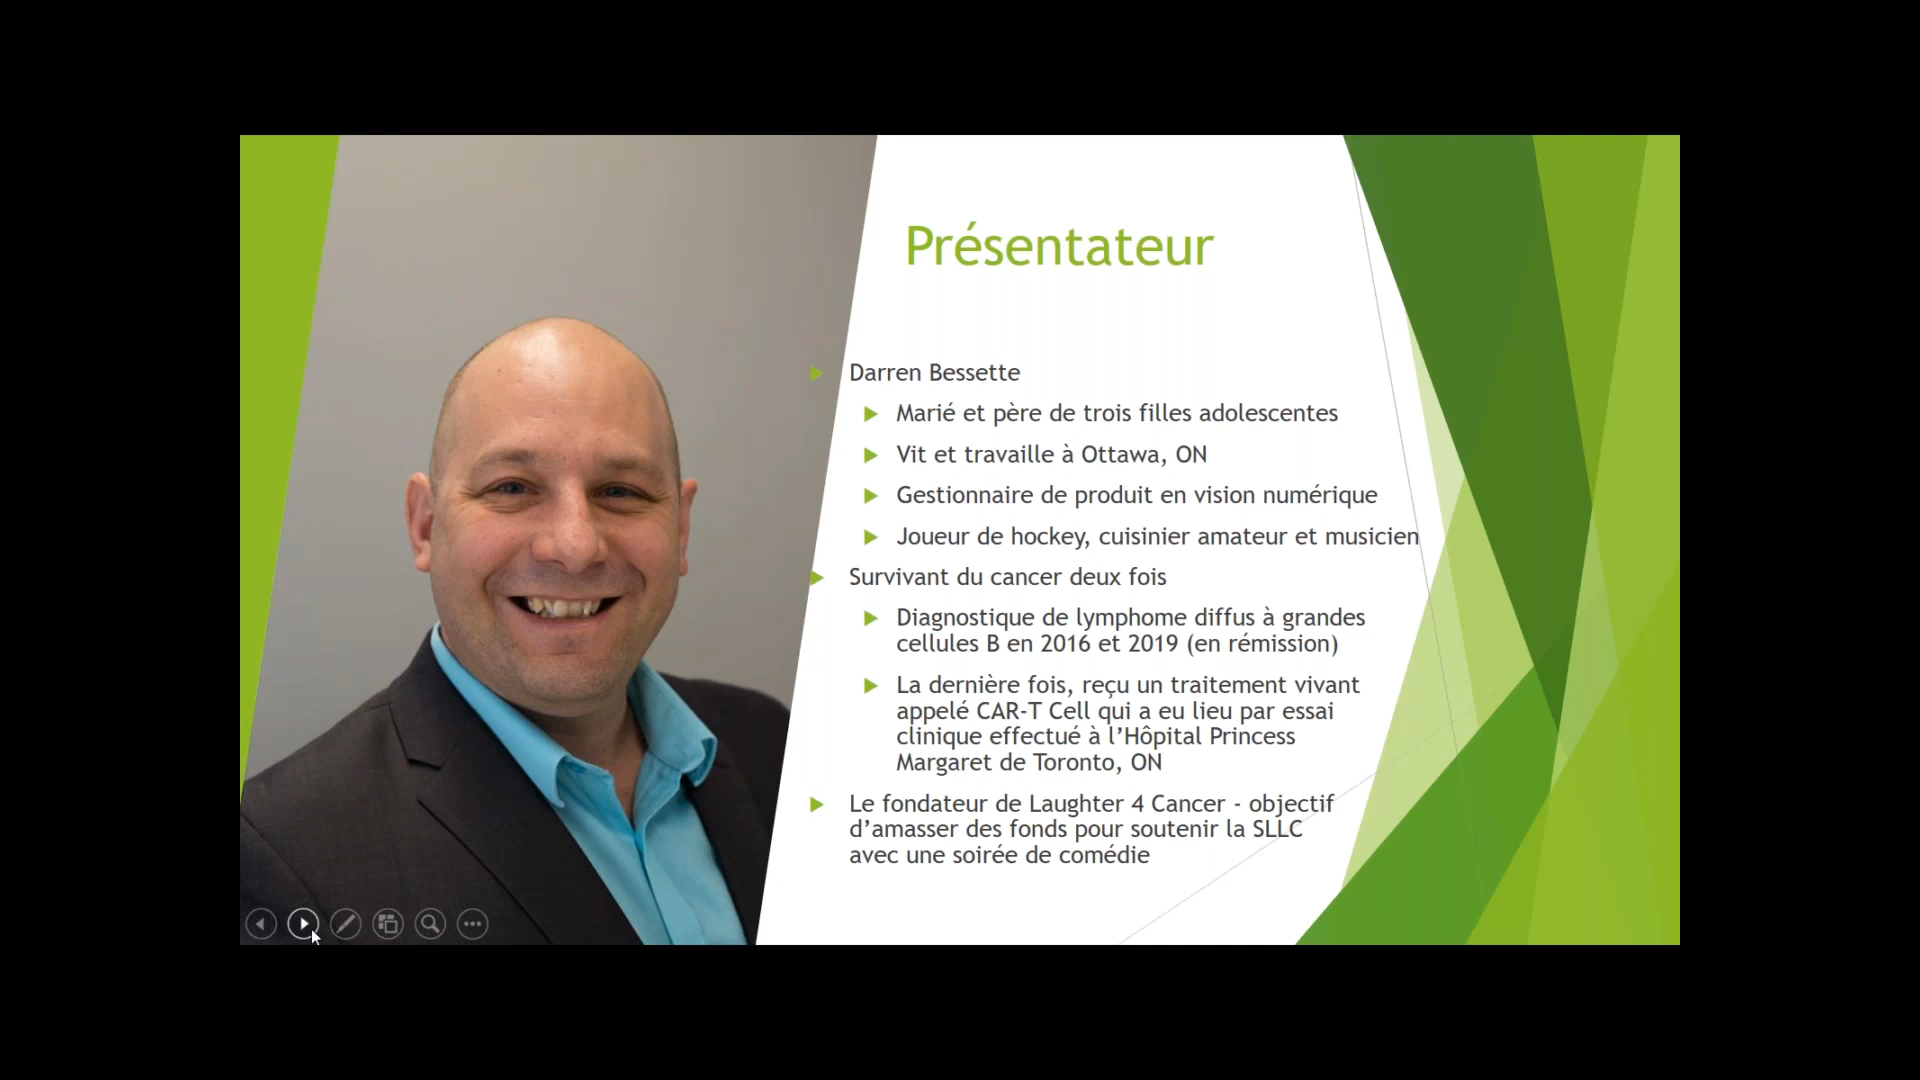 Présentateur
Darren Bessette
Marié et père de trois filles adolescentes
Vit et travaille à Ottawa, ON
Gestionnaire de produit en vision numérique
Joueur de hockey, cuisinier amateur et musicien
Survivant du cancer deux fois
Diagnostique de lymphome diffus à grandes
cellules B en 2016 et 2019 (en rémission)
La dernière fois, reçu un traitement vivant
appelé CAR-T Cell qui a eu lieu par essai
clinique effectué à l’Hôpital Princess
Margaret de Toronto, ON
Le fondateur de Laughter 4 Cancer - objectif
d’amasser des fonds pour soutenir la SLLC
avec une soirée de comédie